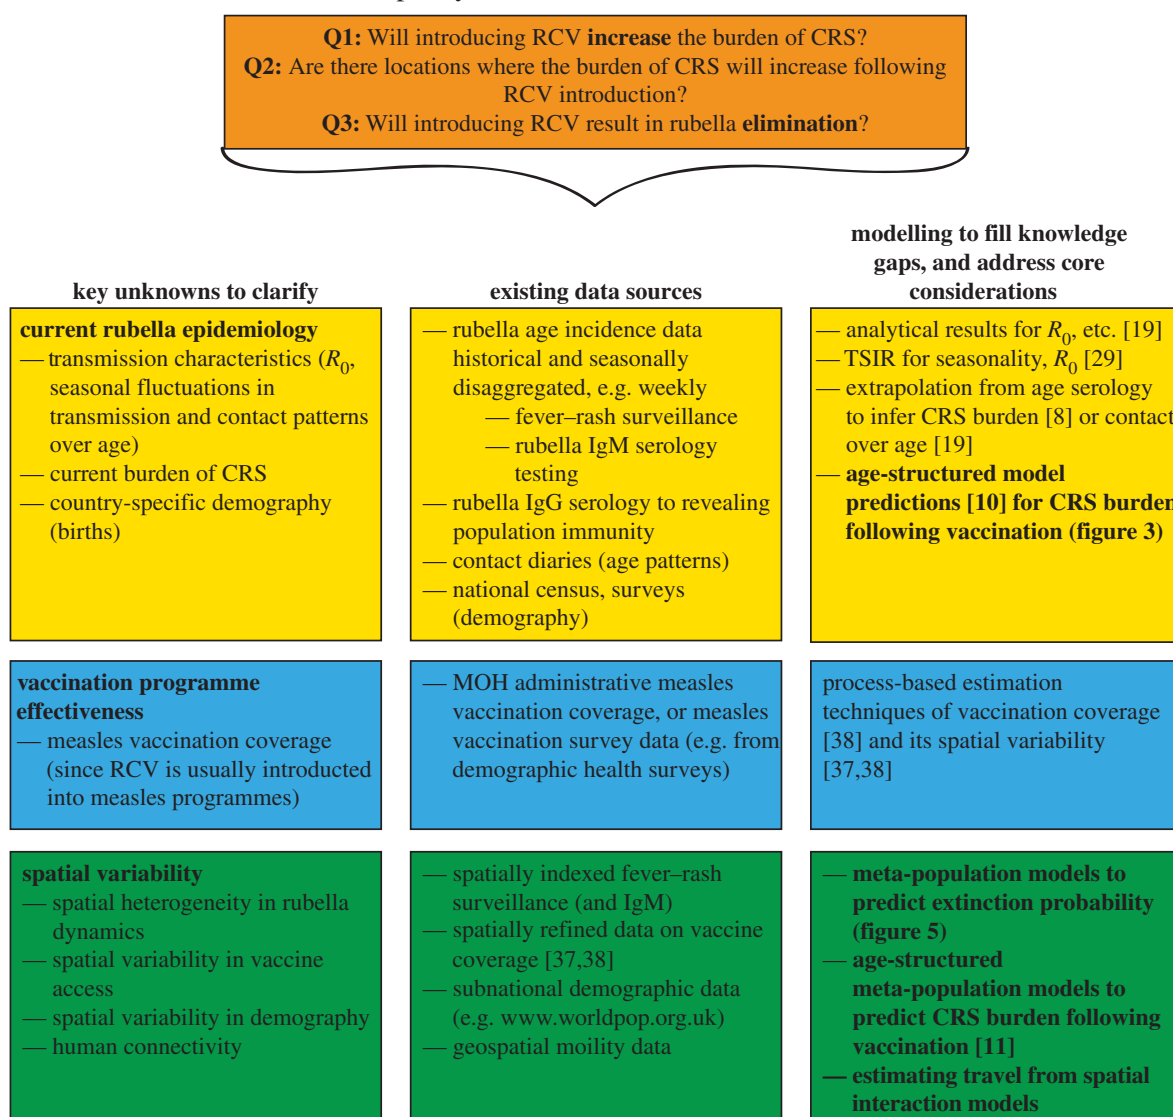 Q1: Will introducing RCV increase the burden of CRS?
Q2: Are there locations where the burden of CRS will increase following
RCV introduction?
Q3: Will introducing RCV result in rubella elimination?
key unknowns to clarify
existing data sources
modelling to fill knowledge
gaps, and address core
considerations
current rubella epidemiology
— transmission characteristics (R0,
seasonal fluctuations in
transmission and contact patterns
over age)
— current burden of CRS
— country-specific demography
(births)
— rubella age incidence data
historical and seasonally
disaggregated, e.g. weekly
— fever–rash surveillance
— rubella IgM serology
testing
— rubella IgG serology to revealing
population immunity
— contact diaries (age patterns)
— national census, surveys
(demography)
— analytical results for R0, etc. [19]
— TSIR for seasonality, R0 [29]
— extrapolation from age serology
to infer CRS burden [8] or contact
over age [19]
— age-structured model
predictions [10] for CRS burden
following vaccination (figure 3)
vaccination programme
effectiveness
— measles vaccination coverage
(since RCV is usually introducted
into measles programmes)
— MOH administrative measles
vaccination coverage, or measles
vaccination survey data (e.g. from
demographic health surveys)
process-based estimation
techniques of vaccination coverage
[38] and its spatial variability
[37,38]
spatial variability
— spatial heterogeneity in rubella
dynamics
— spatial variability in vaccine
access
— spatial variability in demography
— human connectivity
— spatially indexed fever–rash
surveillance (and IgM)
— spatially refined data on vaccine
coverage [37,38]
— subnational demographic data
(e.g. www.worldpop.org.uk)
— geospatial moility data
— meta-population models to
predict extinction probability
(figure 5)
— age-structured
meta-population models to
predict CRS burden following
vaccination [11]
— estimating travel from spatial
interaction models